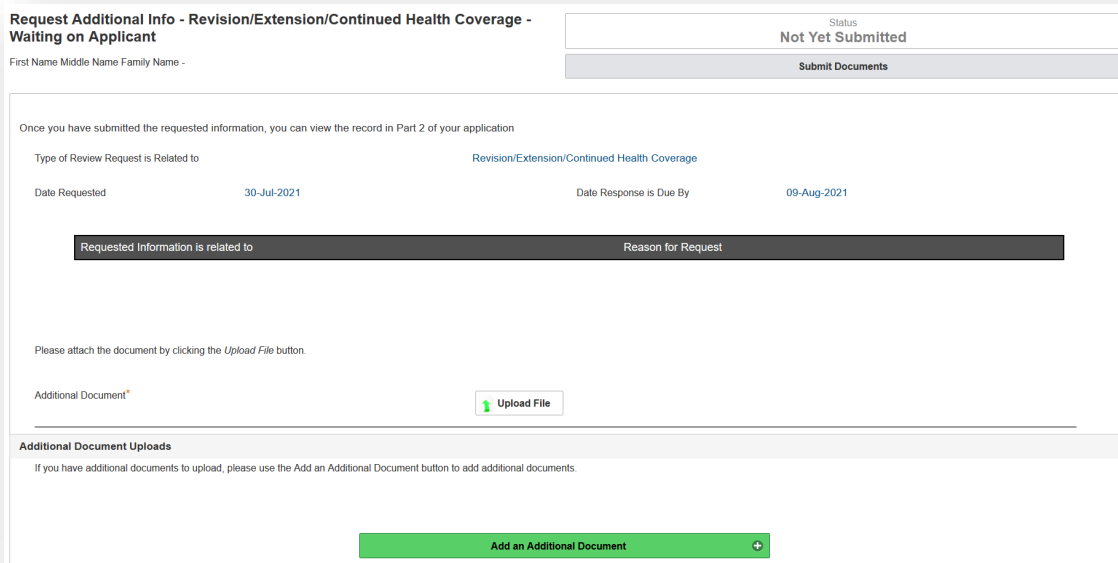 Request Additional Info - Revision/Extension/Continued Health Coverage -
Waiting on Applicant
First Name Middle Name Family Name -
Status
Not Yet Submitted
Submit Documents
Once you have submitted the requested information, you can view the record in Part 2 of your application
Type of Review Request is Related to Revision/Extension/Continued Health Coverage
Date Requested 30-Jul-2021 Date Response is Due By 09-Aug-2021
Requested Information is related to Reason for Request
Please attach the document by clicking the Upload File button.
Additional Document* Upload File
Additional Document Uploads
If you have additional documents to upload, please use the Add an Additional Document button to add additional documents.
Add an Additional Document